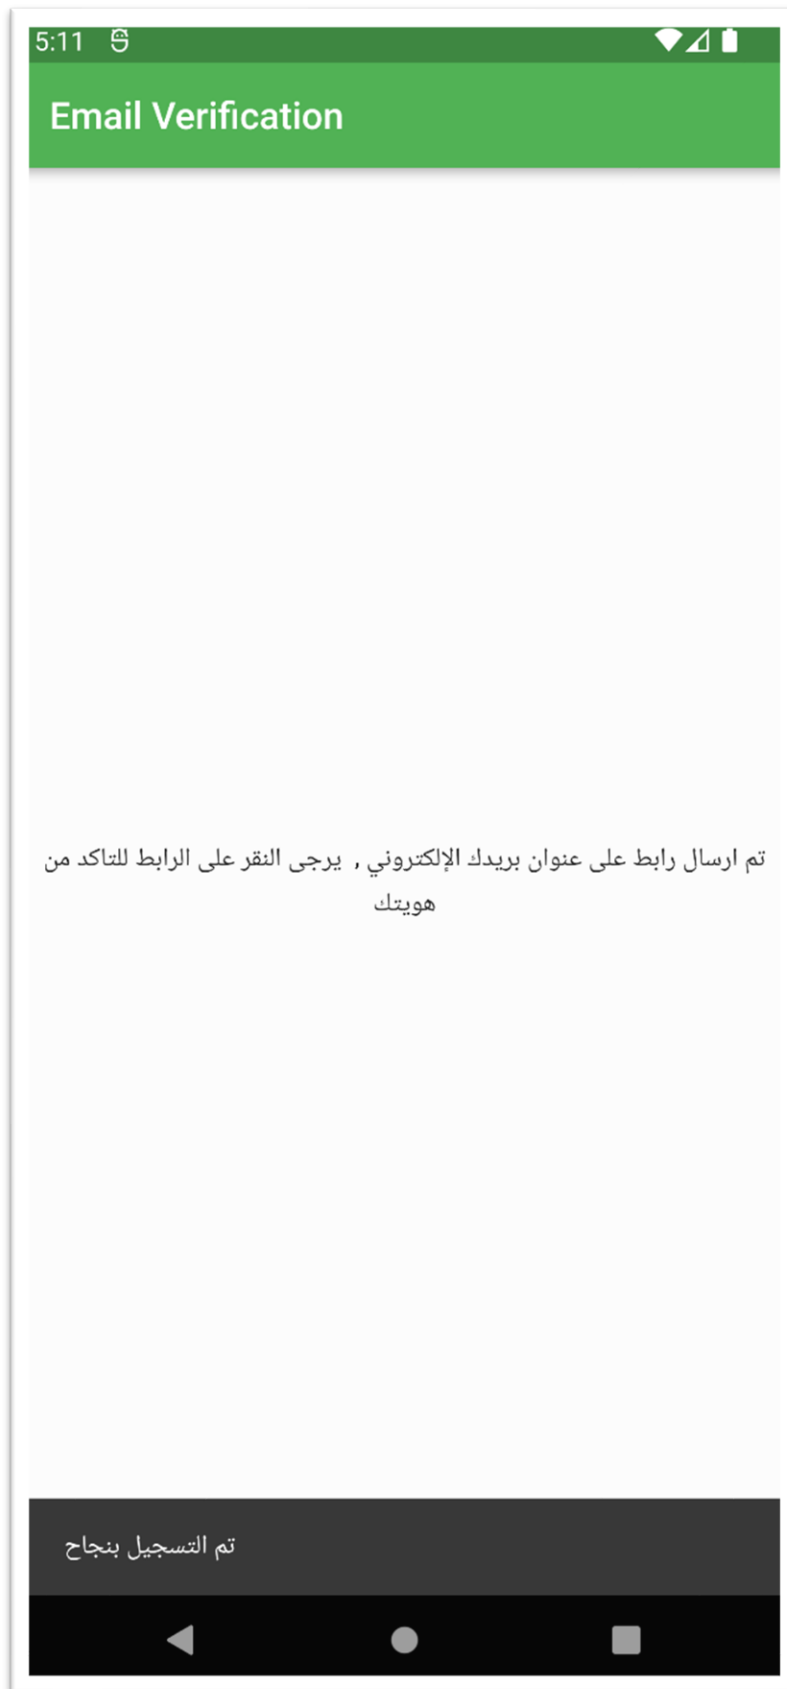 5:11
Email Verification
تم ارسال رابط على عنوان بريدك الإلكتروني , يرجى النقر على الرابط للتاكد من
هويتك
تم التسجيل بنجاح